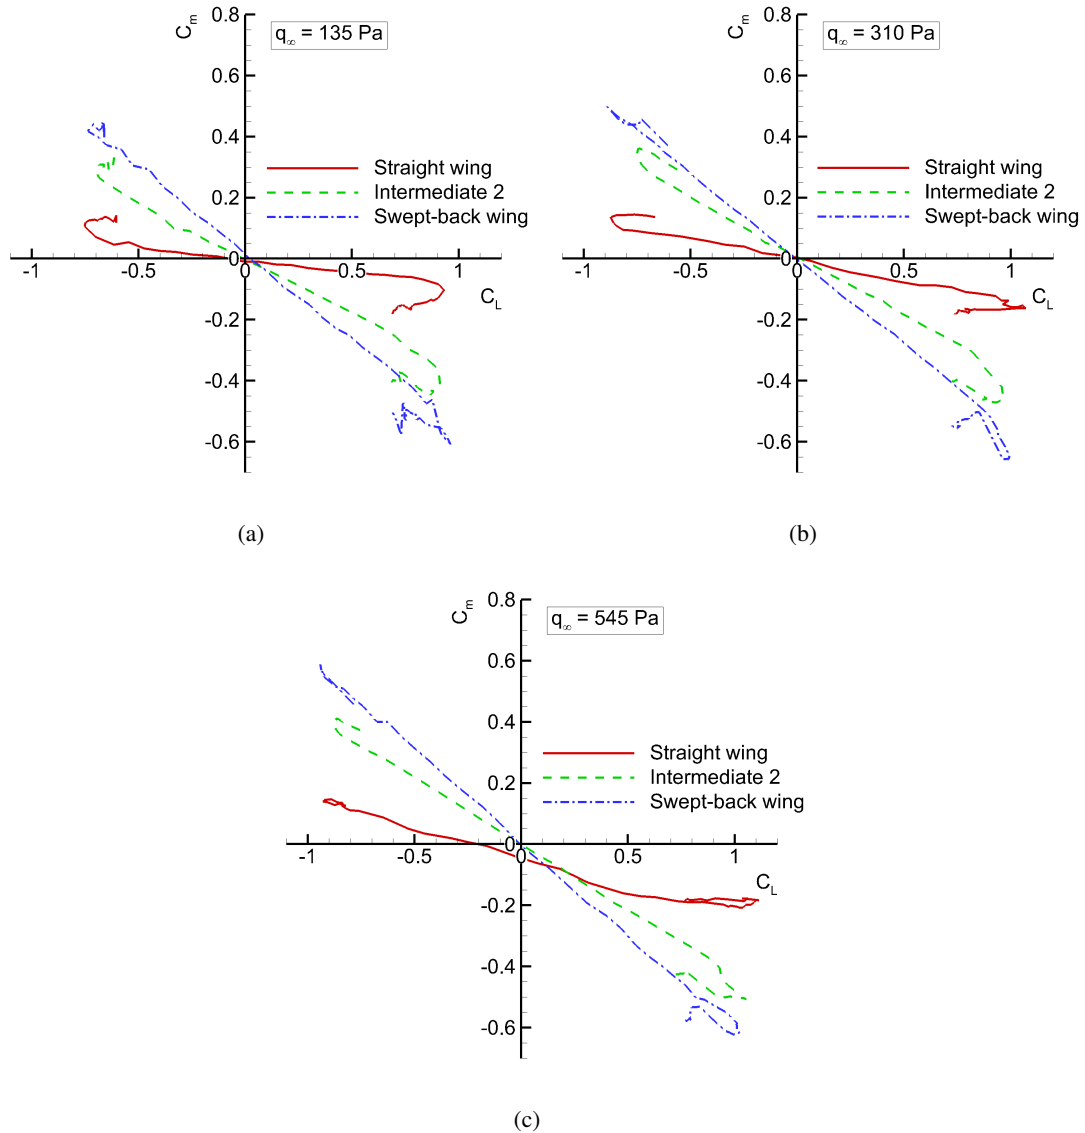 C_m
0.8
q_∞ = 135 Pa
0.6
0.4
0.2
0
-0.2
-0.4
-0.6
-1
-0.5
0
0.5
1
C_L
Straight wing
Intermediate 2
Swept-back wing
(a)
C_m
0.8
q_∞ = 310 Pa
0.6
0.4
0.2
0
-0.2
-0.4
-0.6
-1
-0.5
0
0.5
1
C_L
Straight wing
Intermediate 2
Swept-back wing
(b)
C_m
0.8
q_∞ = 545 Pa
0.6
0.4
0.2
0
-0.2
-0.4
-0.6
-1
-0.5
0
0.5
1
C_L
Straight wing
Intermediate 2
Swept-back wing
(c)